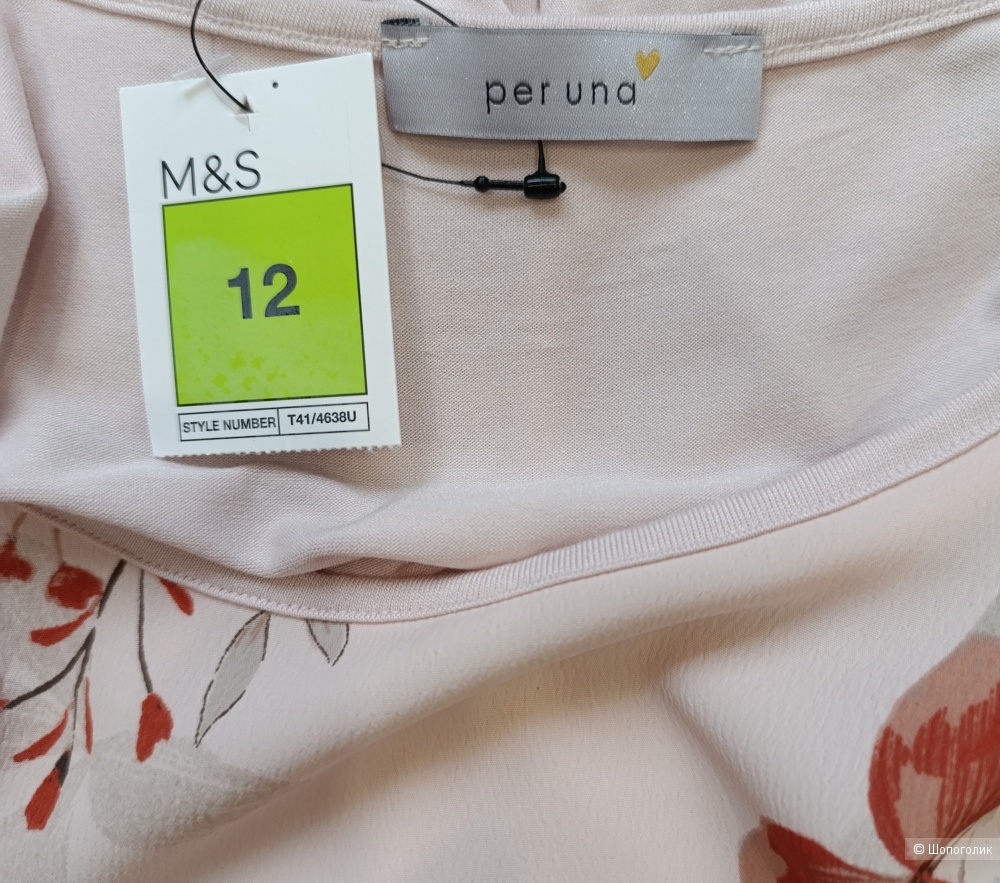 per una
M&S
12
STYLE NUMBER T41/4638U
© Шопоголик